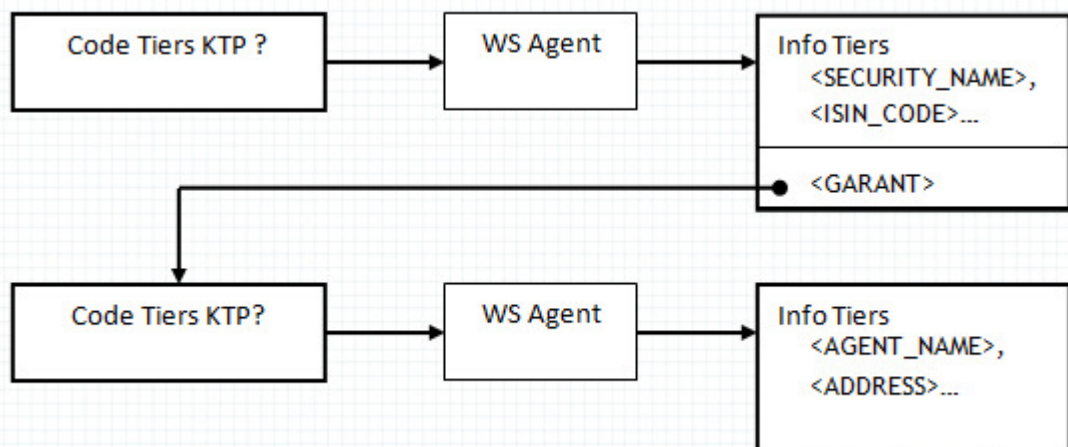 Code Tiers KTP ?
WS Agent
Info Tiers
<SECURITY_NAME>,
<ISIN_CODE>...
<GARANT>
Code Tiers KTP?
WS Agent
Info Tiers
<AGENT_NAME>,
<ADDRESS>...